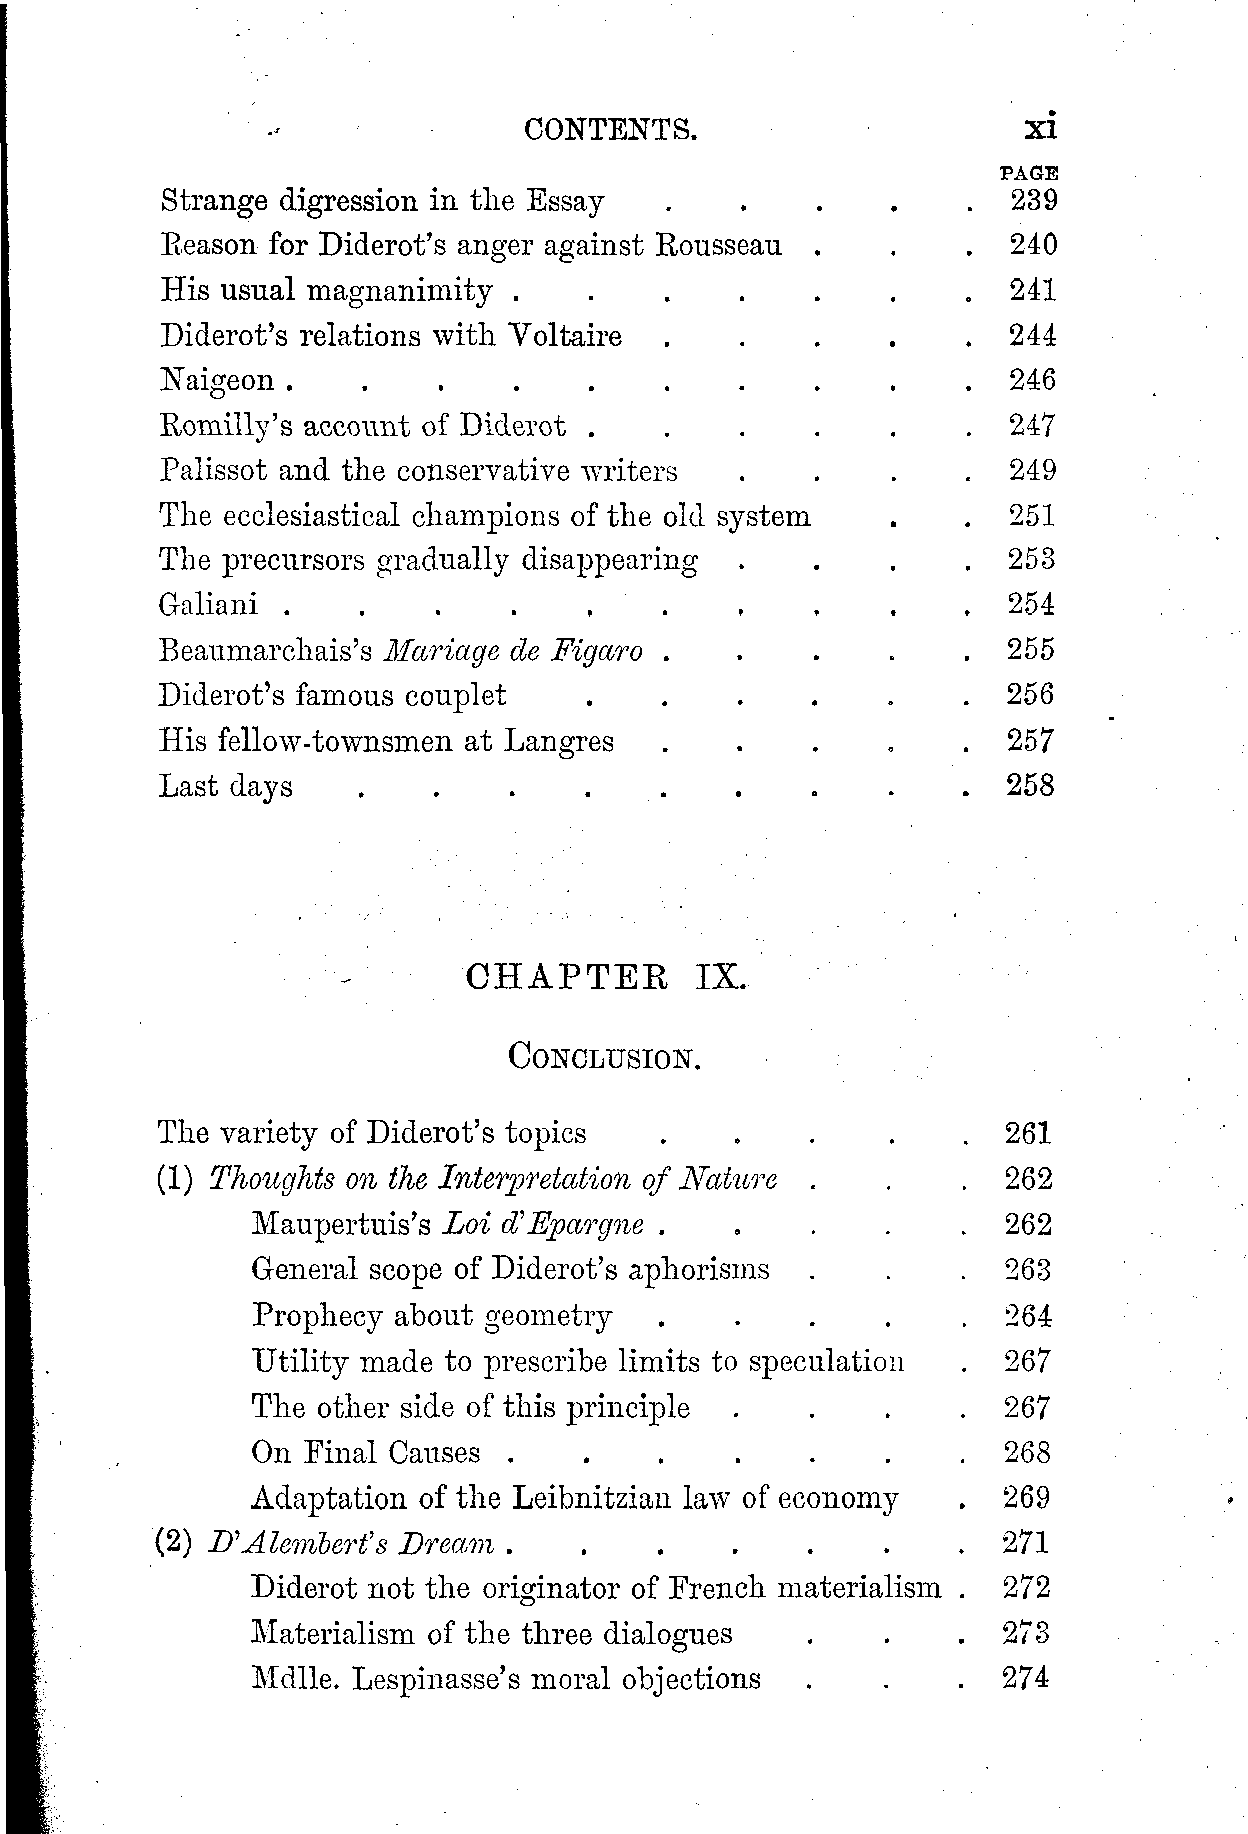 CONTENTS. xi
PAGE
Strange digression in the Essay . . . . . 239
Reason for Diderot's anger against Rousseau . . . 240
His usual magnanimity . . . . . . . 241
Diderot's relations with Voltaire . . . . . 244
Naigeon . . . . . . . . . . 246
Romilly's account of Diderot . . . . . . 247
Palissot and the conservative writers . . . . 249
The ecclesiastical champions of the old system . . 251
The precursors gradually disappearing . . . . 253
Galiani . . . . . . . . . . 254
Beaumarchais's Mariage de Figaro . . . . . 255
Diderot's famous couplet . . . . . . 256
His fellow-townsmen at Langres . . . . . 257
Last days . . . . . . . . . 258
CHAPTER IX.
CONCLUSION.
The variety of Diderot's topics . . . . . 261
(1) Thoughts on the Interpretation of Nature . . . 262
Maupertuis's Loi d'Epargne . . . . . 262
General scope of Diderot's aphorisms . . . 263
Prophecy about geometry . . . . . 264
Utility made to prescribe limits to speculation . 267
The other side of this principle . . . . 267
On Final Causes . . . . . . . 268
Adaptation of the Leibnitzian law of economy . 269
(2) D'Alembert's Dream . . . . . . . 271
Diderot not the originator of French materialism . 272
Materialism of the three dialogues . . . 273
Mdlle. Lespinasse's moral objections . . . 274